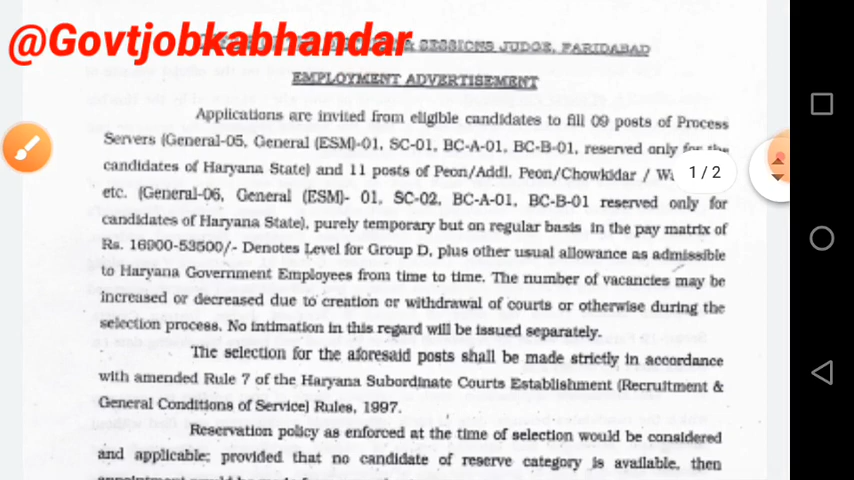 @Govtjobkabhandar
& SESSIONS JUDGE, FARIDABAD
EMPLOYMENT ADVERTISEMENT
Applications are invited from eligible candidates to fill 09 posts of Process
Servers (General-05, General (ESM)-01, SC-01, BC-A-01, BC-B-01, reserved only for the
candidates of Haryana State) and 11 posts of Peon/Addl. Peon/Chowkidar /
1 / 2
etc. (General-06, General (ESM)- 01, SC-02, BC-A-01, BC-B-01 reserved only for
candidates of Haryana State), purely temporary but on regular basis in the pay matrix of
Rs. 16900-53500/- Denotes Level for Group D, plus other usual allowance as admissible
to Haryana Government Employees from time to time. The number of vacancies may be
increased or decreased due to creation or withdrawal of courts or otherwise during the
selection process. No intimation in this regard will be issued separately.
The selection for the aforesaid posts shall be made strictly in accordance
with amended Rule 7 of the Haryana Subordinate Courts Establishment (Recruitment &
General Conditions of Service) Rules, 1997.
Reservation policy as enforced at the time of selection would be considered
and applicable; provided that no candidate of reserve category is available, then